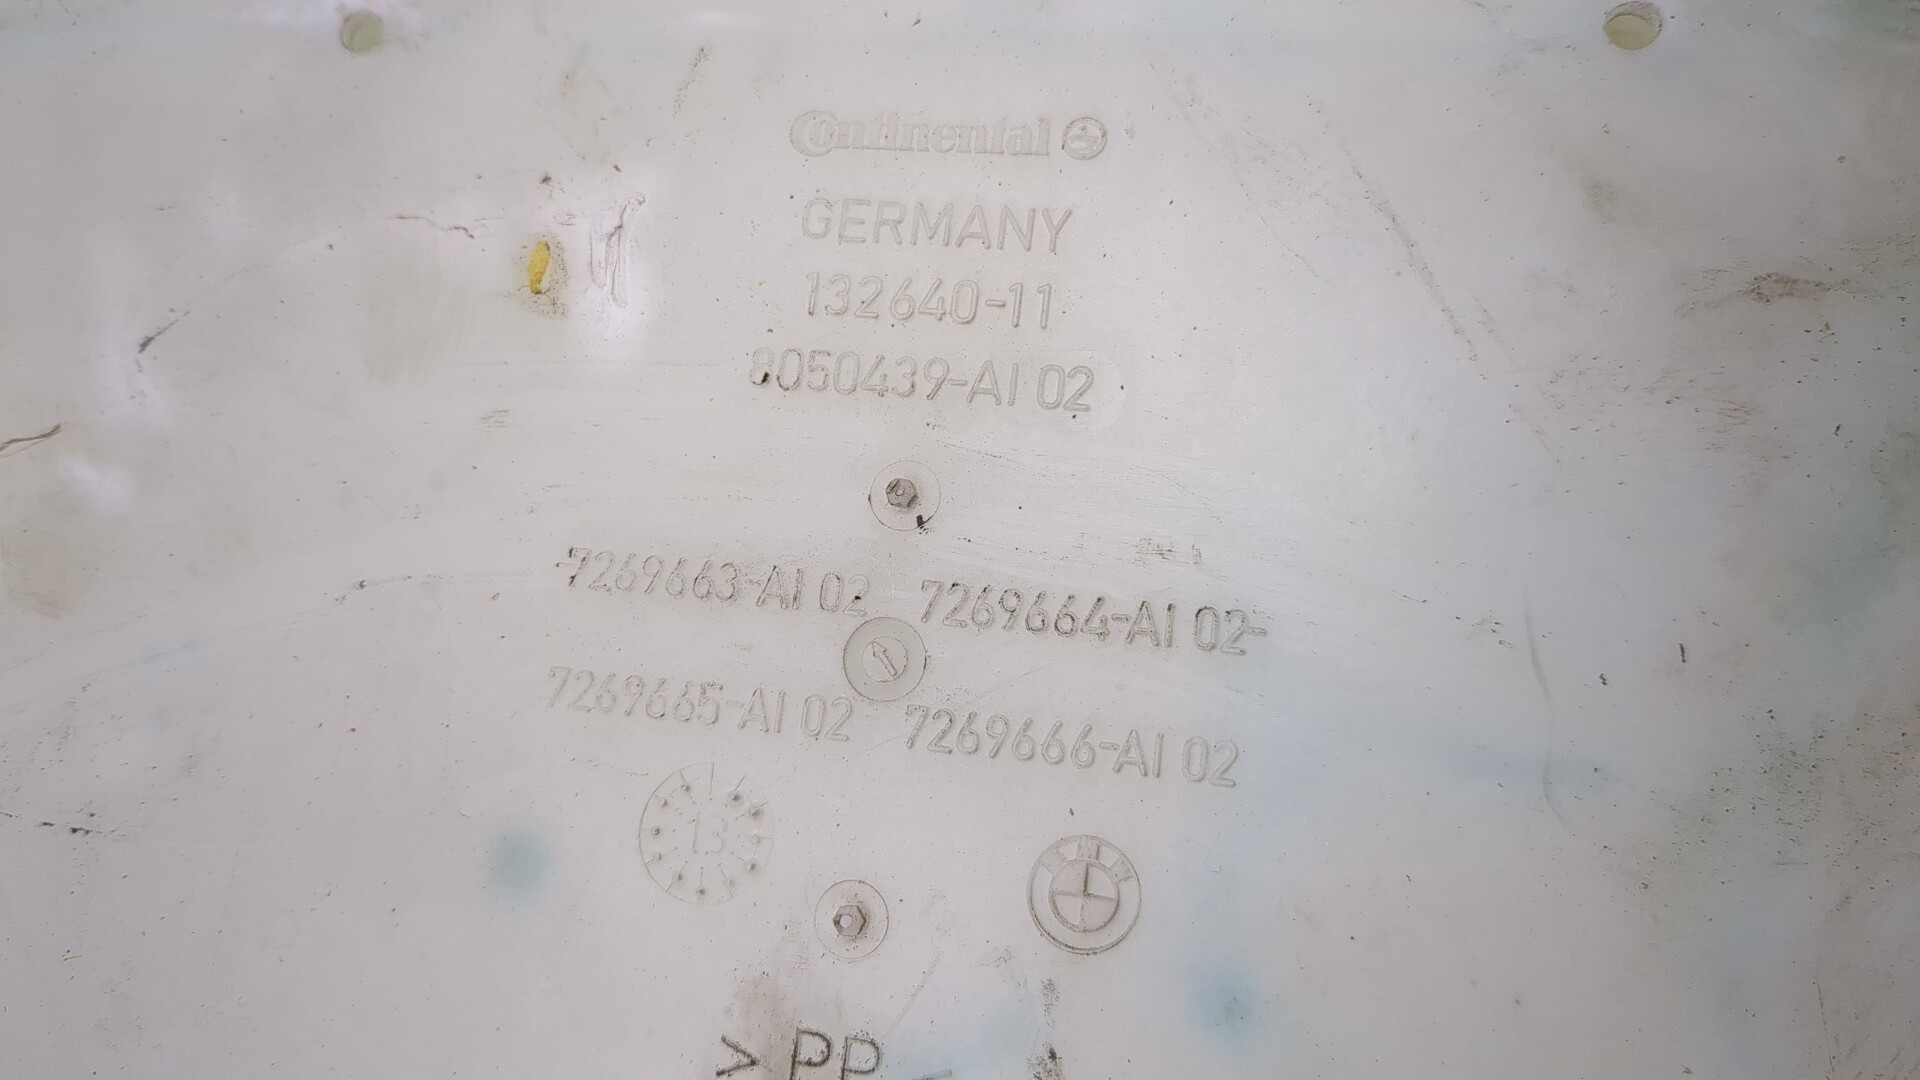 Continental
GERMANY
132640-11
8050439-AI 02
-7269663-AI 02 7269664-AI 02-
7269665-AI 02 7269666-AI 02
13
BMW
> PP <